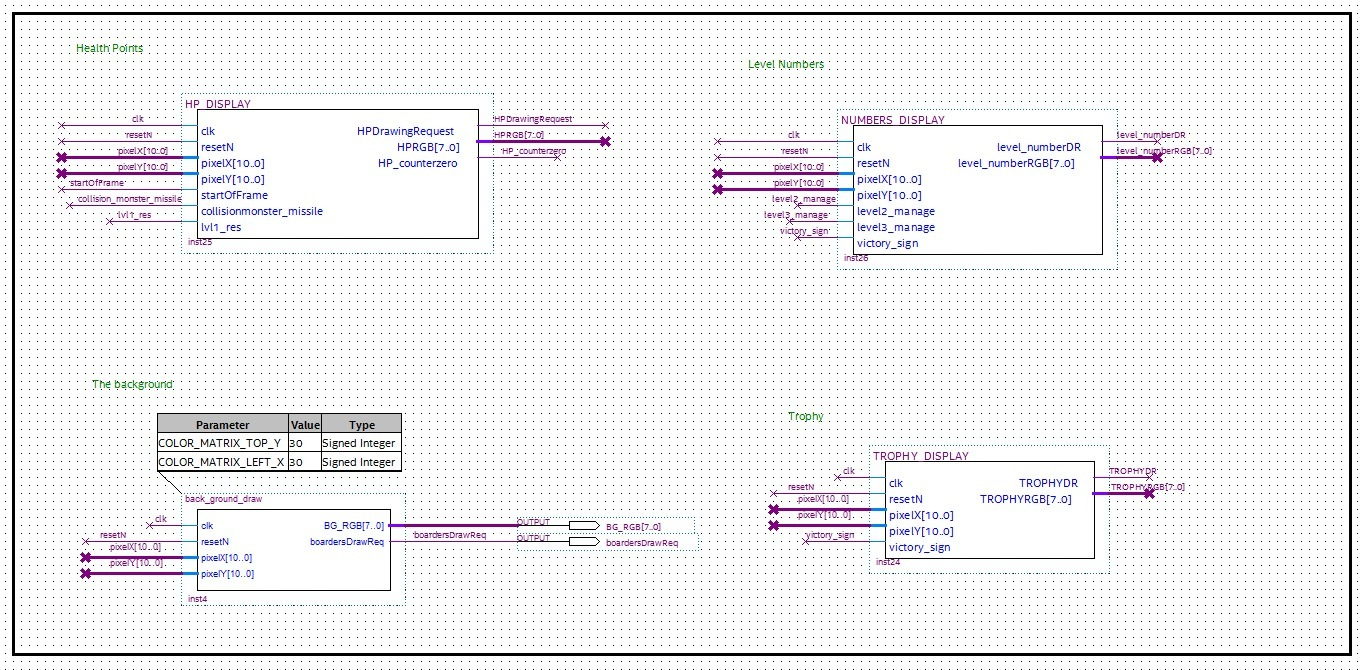 Health Points
HP_DISPLAY
clk
resetN
pixelX[10..0]
pixelY[10..0]
startOfFrame
collision_monster_missile
lvl1_res
clk
resetN
pixelX[10..0]
pixelY[10..0]
startOfFrame
collisionmonster_missile
lvl1_res
HPDrawingRequest
HPRGB[7..0]
HP_counterzero
HPDrawingRequest
HPRGB[7..0]
HP_counterzero
inst25
Level Numbers
NUMBERS_DISPLAY
clk
resetN
pixelX[10..0]
pixelY[10..0]
level2_manage
level3_manage
victory_sign
clk
resetN
pixelX[10..0]
pixelY[10..0]
level2_manage
level3_manage
victory_sign
level_numberDR
level_numberRGB[7..0]
level_numberDR
level_numberRGB[7..0]
inst26
The background
Parameter Value Type
COLOR_MATRIX_TOP_Y 30 Signed Integer
COLOR_MATRIX_LEFT_X 30 Signed Integer
back_ground_draw
clk
resetN
pixelX[10..0]
pixelY[10..0]
clk
resetN
pixelX[10..0]
pixelY[10..0]
BG_RGB[7..0]
boardersDrawReq
boardersDrawReq
OUTPUT
OUTPUT
BG_RGB[7..0]
boardersDrawReq
inst4
Trophy
TROPHY_DISPLAY
clk
resetN
pixelX[10..0]
pixelY[10..0]
victory_sign
clk
resetN
pixelX[10..0]
pixelY[10..0]
victory_sign
TROPHYDR
TROPHYRGB[7..0]
TROPHYDR
TROPHYRGB[7..0]
inst24